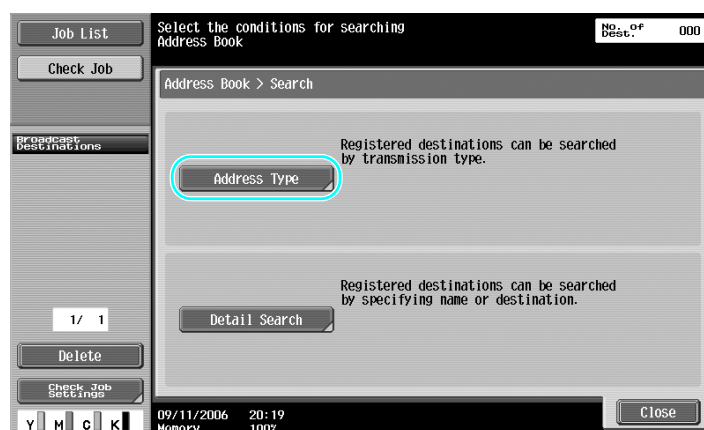 Job List
Check Job
Broadcast
Destinations
1/ 1
Delete
Check Job
Settings
Y M C K
Select the conditions for searching
Address Book
No. of
Dest. 000
Address Book > Search
Registered destinations can be searched
by transmission type.
Address Type
Registered destinations can be searched
by specifying name or destination.
Detail Search
09/11/2006 20:19
Memory 100%
Close